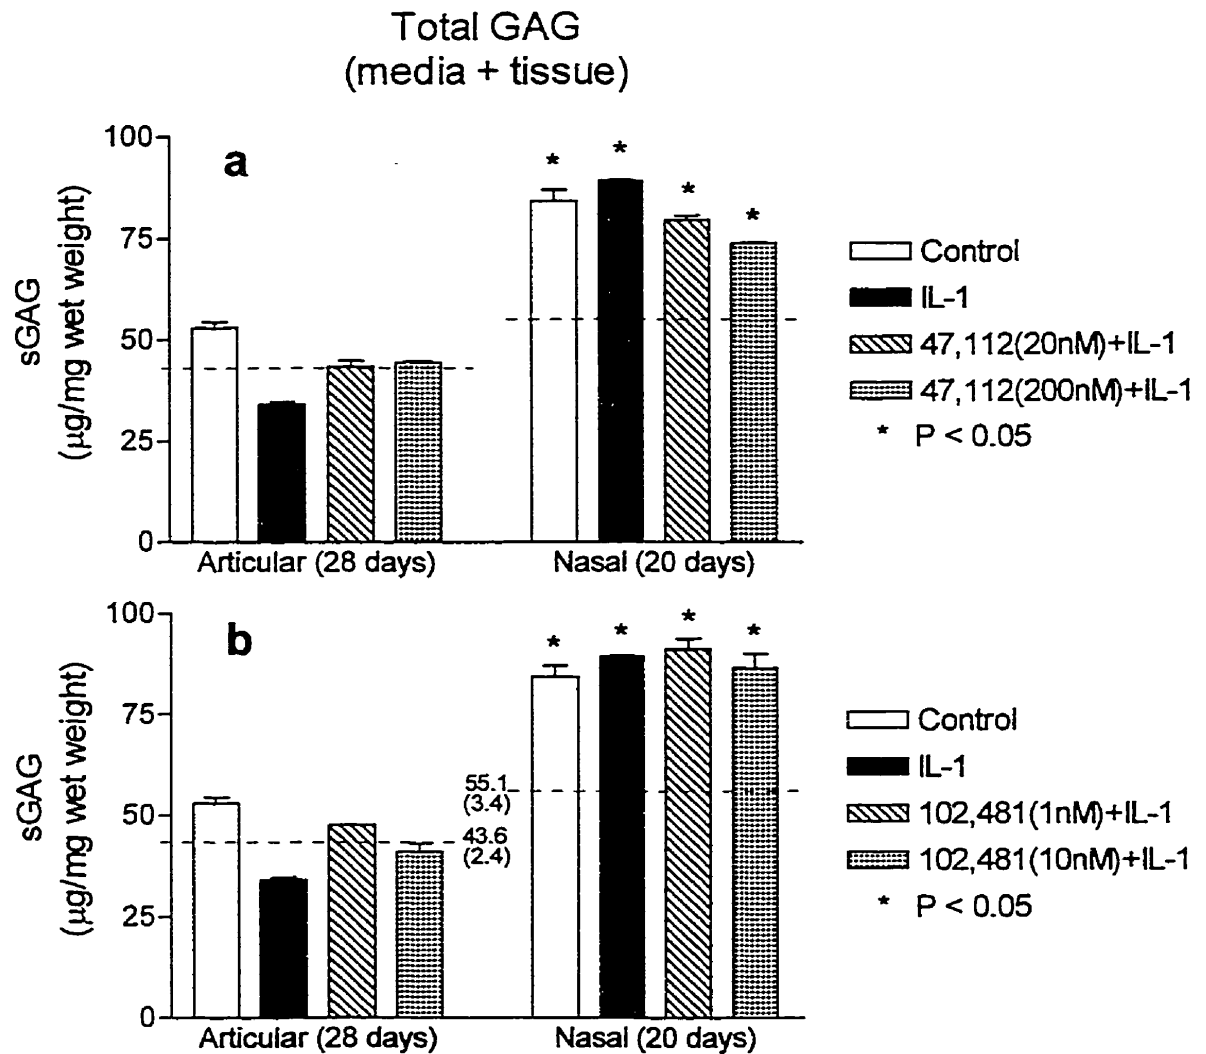 Total GAG
(media + tissue)
a
100
75
50
25
0
sGAG
(µg/mg wet weight)
*
*
*
*
Articular (28 days)
Nasal (20 days)
Control
IL-1
47,112(20nM)+IL-1
47,112(200nM)+IL-1
* P < 0.05
b
100
75
50
25
0
sGAG
(µg/mg wet weight)
*
*
*
*
55.1
(3.4)
43.6
(2.4)
Articular (28 days)
Nasal (20 days)
Control
IL-1
102,481(1nM)+IL-1
102,481(10nM)+IL-1
* P < 0.05